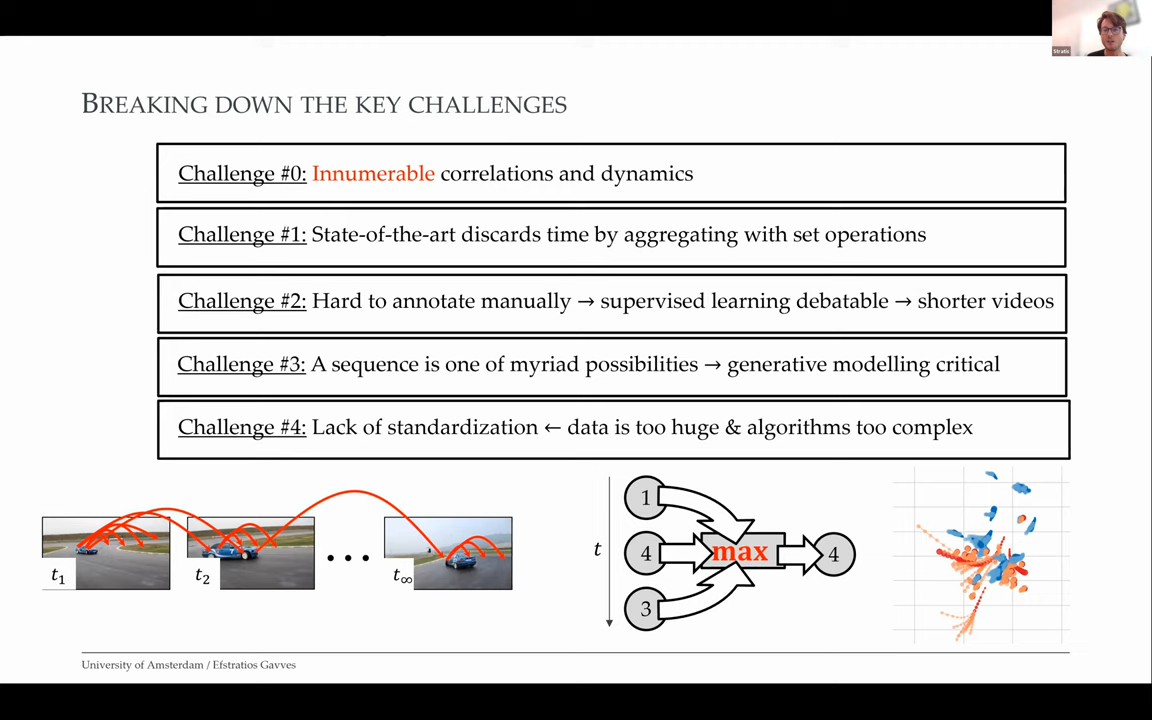 Stratis
BREAKING DOWN THE KEY CHALLENGES
Challenge #0: Innumerable correlations and dynamics
Challenge #1: State-of-the-art discards time by aggregating with set operations
Challenge #2: Hard to annotate manually → supervised learning debatable → shorter videos
Challenge #3: A sequence is one of myriad possibilities → generative modelling critical
Challenge #4: Lack of standardization ← data is too huge & algorithms too complex
t₁
t₂
• • •
t∞
t
1
4
3
max
4
University of Amsterdam / Efstratios Gavves